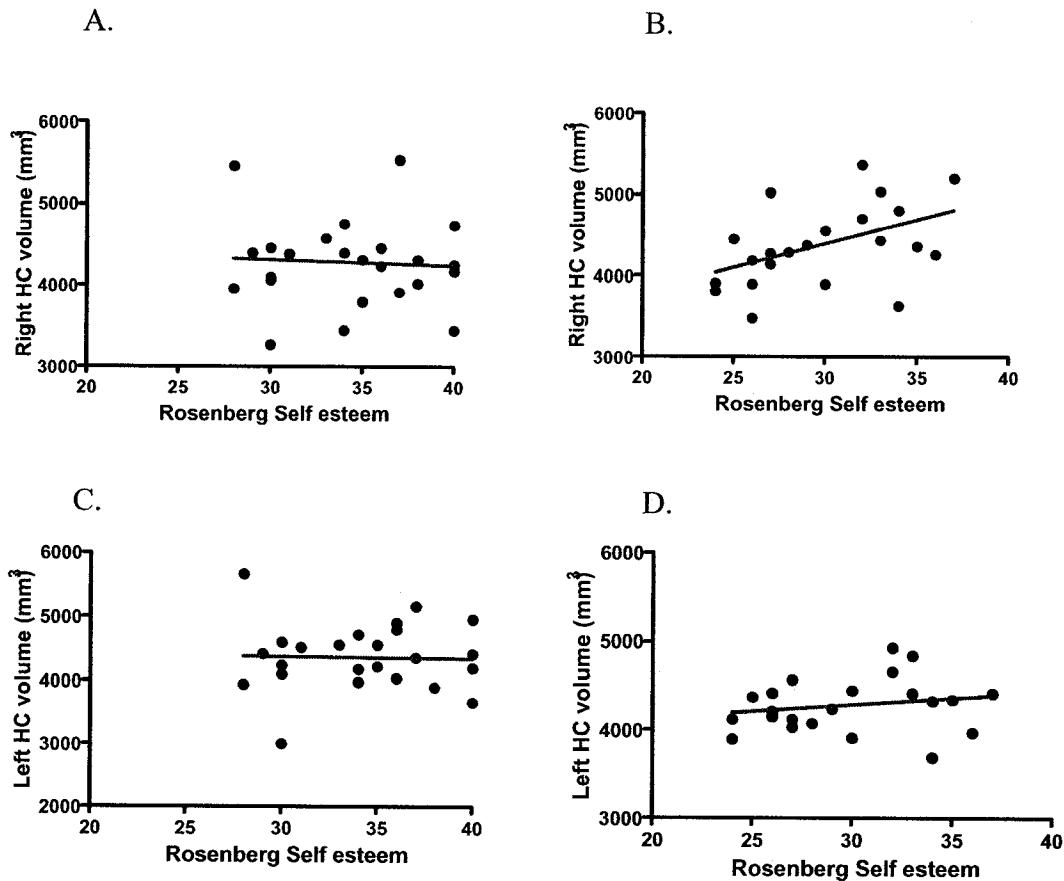 A.
Right HC volume (mm³)
6000
5000
4000
3000
20 25 30 35 40
Rosenberg Self esteem
B.
Right HC volume (mm³)
6000
5000
4000
3000
20 25 30 35 40
Rosenberg Self esteem
C.
Left HC volume (mm³)
6000
5000
4000
3000
2000
20 25 30 35 40
Rosenberg Self esteem
D.
Left HC volume (mm³)
6000
5000
4000
3000
20 25 30 35 40
Rosenberg Self esteem